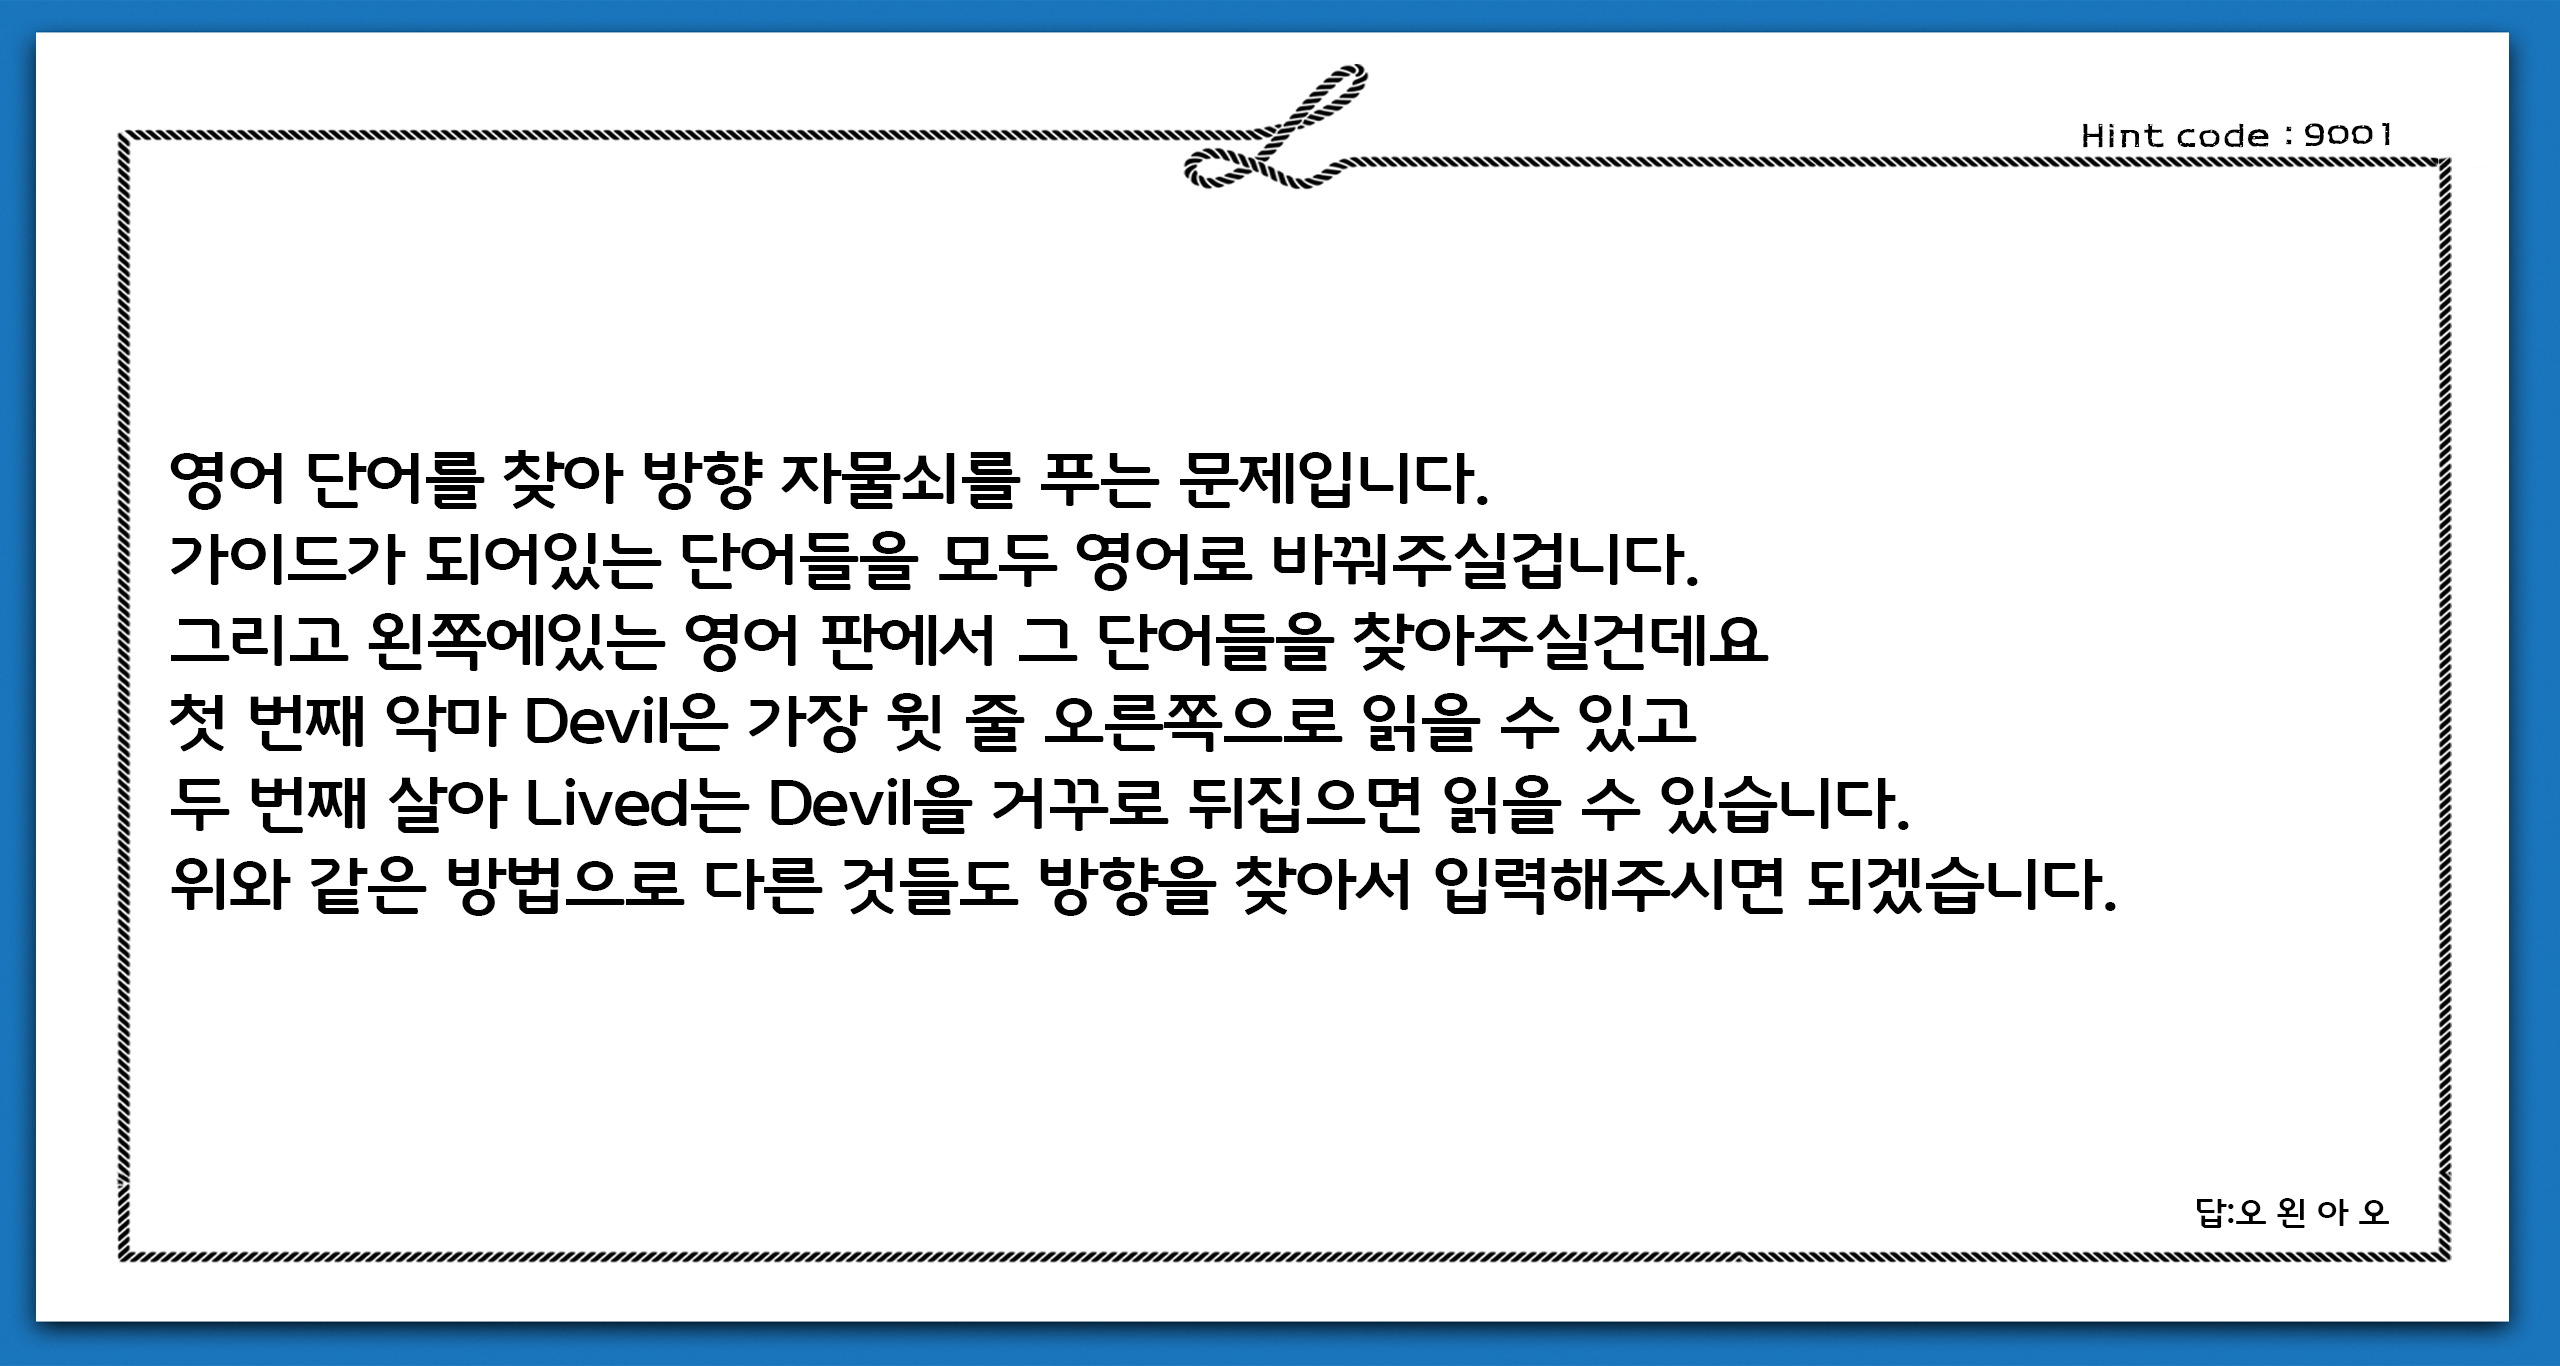 Hint code : 9001
영어 단어를 찾아 방향 자물쇠를 푸는 문제입니다.
가이드가 되어있는 단어들을 모두 영어로 바꿔주실겁니다.
그리고 왼쪽에있는 영어 판에서 그 단어들을 찾아주실건데요
첫 번째 악마 Devil은 가장 윗 줄 오른쪽으로 읽을 수 있고
두 번째 살아 Lived는 Devil을 거꾸로 뒤집으면 읽을 수 있습니다.
위와 같은 방법으로 다른 것들도 방향을 찾아서 입력해주시면 되겠습니다.
답:오 왼 아 오